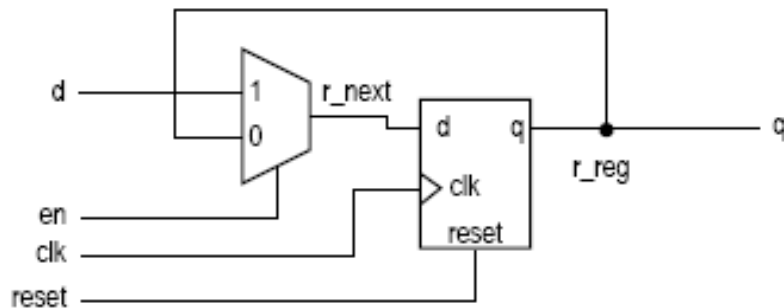 d
1
r_next
0
d
q
q
clk
r_reg
en
clk
reset
reset